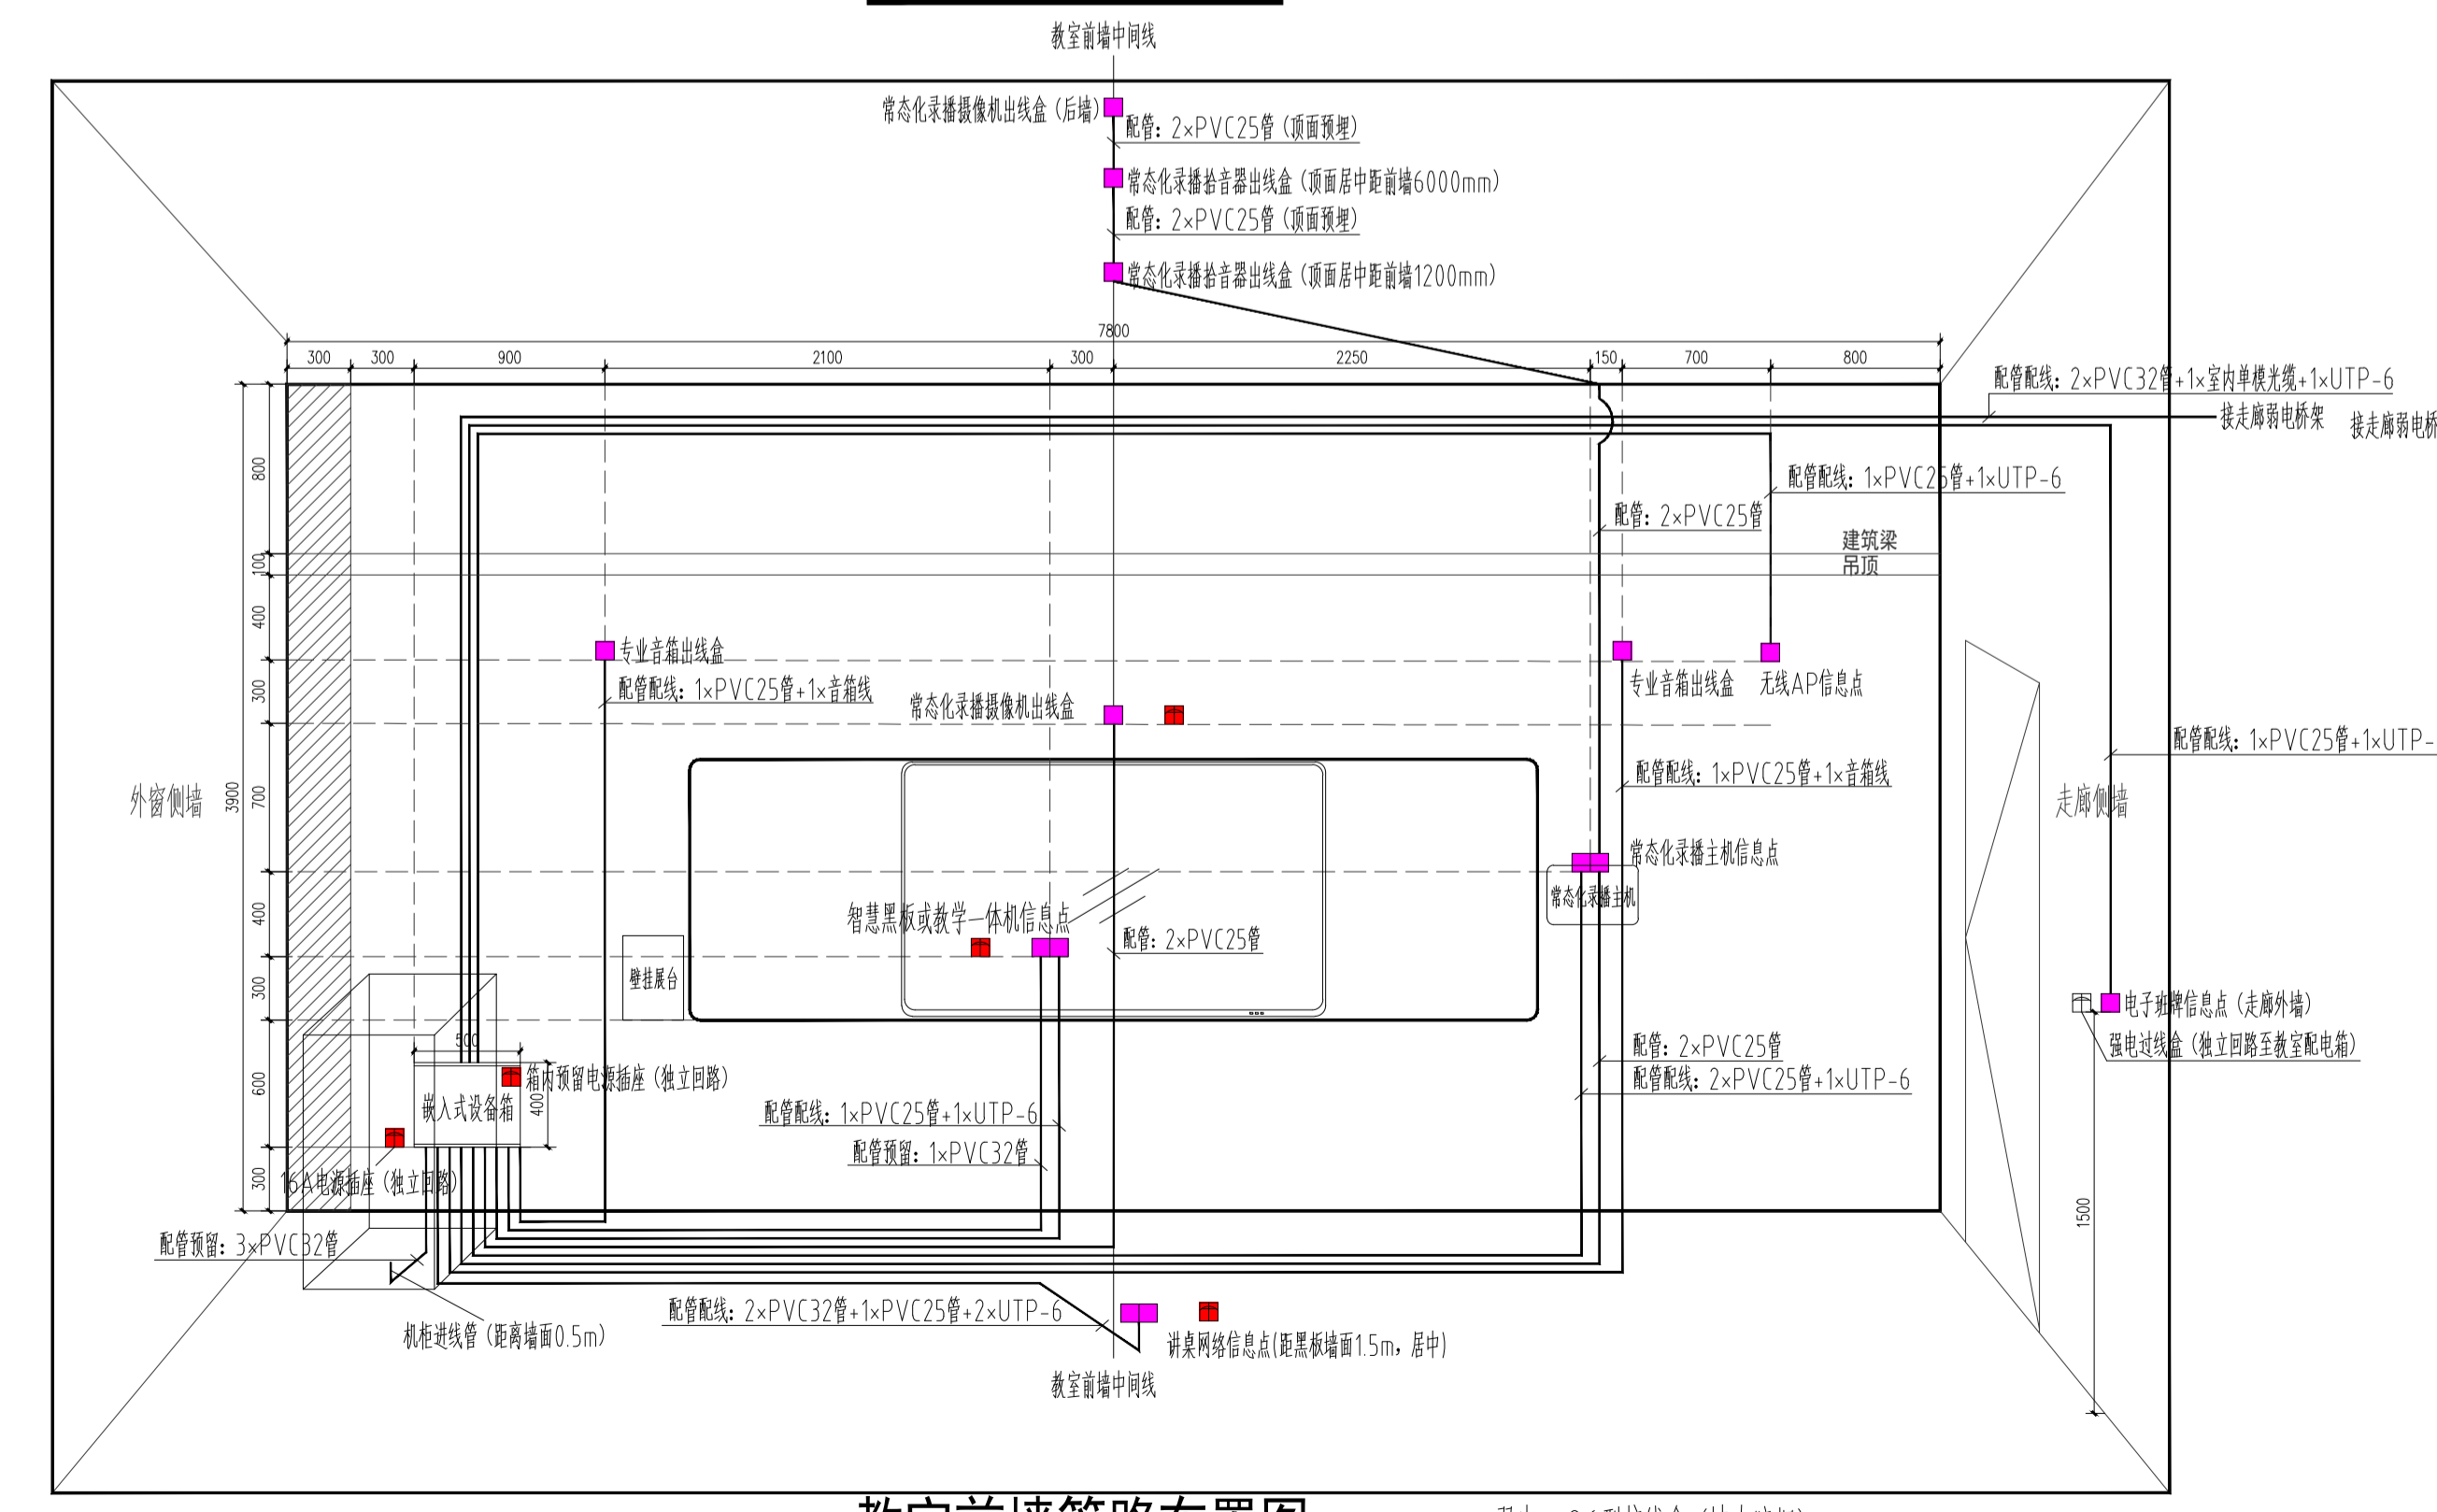 教室前墙中间线
常态化录播摄像机出线盒（后墙）
配管：2×PVC25管（顶面预埋）
常态化录播拾音器出线盒（顶面居中距前墙6000mm）
配管：2×PVC25管（顶面预埋）
常态化录播拾音器出线盒（顶面居中距前墙1200mm）
7800
300 300 900 2100 300 2250 150 700 800
配管配线：2×PVC32管+1×室内单模光缆+1×UTP-6
接走廊弱电桥架
接走廊弱电桥
800
配管配线：1×PVC25管+1×UTP-6
配管：2×PVC25管
建筑梁
100
吊顶
400
专业音箱出线盒
专业音箱出线盒
无线AP信息点
300
配管配线：1×PVC25管+1×音箱线
常态化录播摄像机出线盒
配管配线：1×PVC25管+1×UTP-
配管配线：1×PVC25管+1×音箱线
外窗侧墙
3900
700
走廊侧墙
常态化录播主机信息点
常态化录播主机
400
智慧黑板或教学一体机信息点
配管：2×PVC25管
壁挂展台
300
电子班牌信息点（走廊外墙）
强电过线盒（独立回路至教室配电箱）
500
配管：2×PVC25管
600
箱内预留电源插座（独立回路）
配管配线：2×PVC25管+1×UTP-6
嵌入式设备箱
400
配管配线：1×PVC25管+1×UTP-6
配管预留：1×PVC32管
300
16A电源插座（独立回路）
1500
配管预留：3×PVC32管
配管配线：2×PVC32管+1×PVC25管+2×UTP-6
机柜进线管（距离墙面0.5m）
讲桌网络信息点(距黑板墙面1.5m，居中)
教室前墙中间线
教室前墙管路布置图